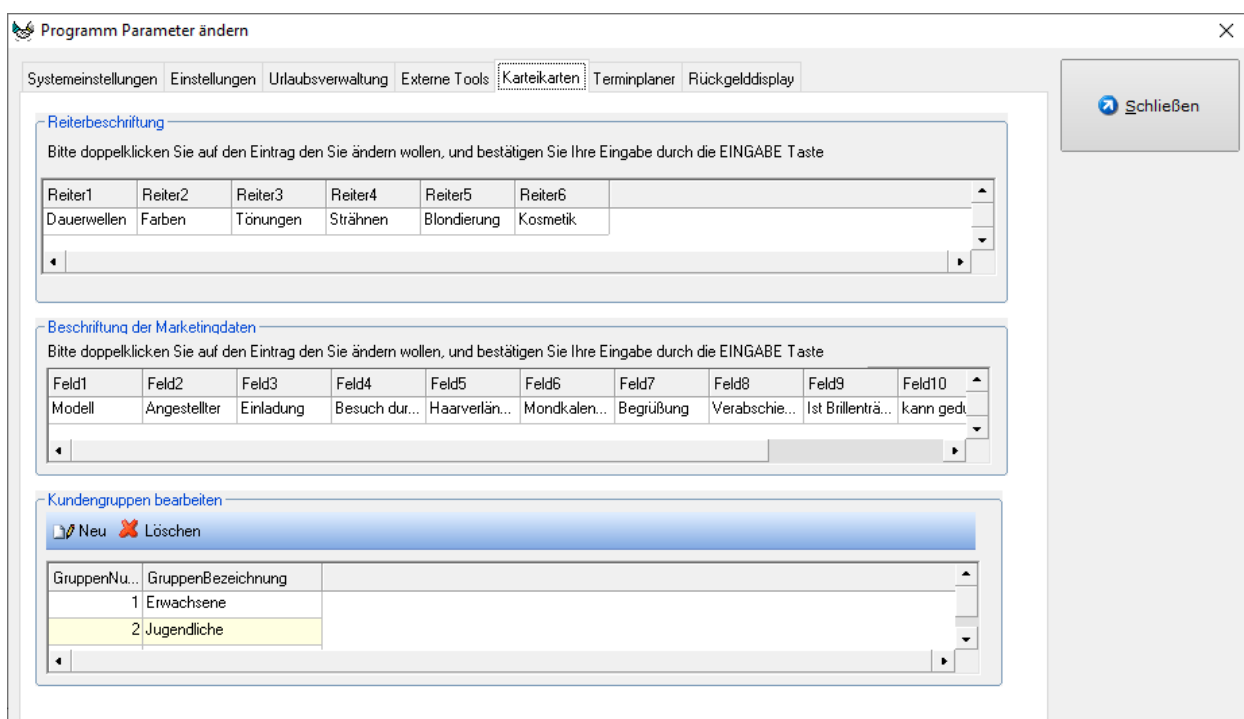 Programm Parameter ändern
Systemeinstellungen Einstellungen Urlaubsverwaltung Externe Tools Karteikarten Terminplaner Rückgelddisplay
Schließen
Reiterbeschriftung
Bitte doppelklicken Sie auf den Eintrag den Sie ändern wollen, und bestätigen Sie Ihre Eingabe durch die EINGABE Taste
Reiter1 Reiter2 Reiter3 Reiter4 Reiter5 Reiter6
Dauerwellen Farben Tönungen Strähnen Blondierung Kosmetik
Beschriftung der Marketingdaten
Bitte doppelklicken Sie auf den Eintrag den Sie ändern wollen, und bestätigen Sie Ihre Eingabe durch die EINGABE Taste
Feld1 Feld2 Feld3 Feld4 Feld5 Feld6 Feld7 Feld8 Feld9 Feld10
Modell Angestellter Einladung Besuch dur... Haarverlän... Mondkalen... Begrüßung Verabschie... Ist Brillenträ... kann gedu
Kundengruppen bearbeiten
Neu Löschen
GruppenNu... GruppenBezeichnung
1 Erwachsene
2 Jugendliche